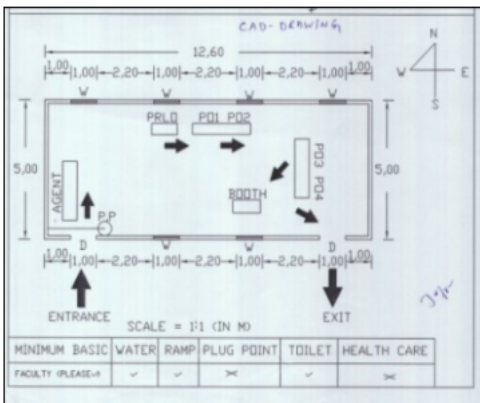 CAD-DRAWING,
N
12,60
1,00 1,00 2,20 1,00 2,20 1,00 2,20 1,00 1,00
W W W W
W E
S
PRLO PO1 PO2
5,00 5,00
AGENT
PO3 PO4
BOOTH
P.P
D W W D
1,00 1,00 2,20 1,00 2,20 1,00 2,20 1,00 1,00
ENTRANCE EXIT
SCALE = 1:1 (IN M)
MINIMUM BASIC WATER RAMP PLUG POINT TOILET HEALTH CARE
FACULTY (PLEASE✓) ✓ ✓ × ✓ ×